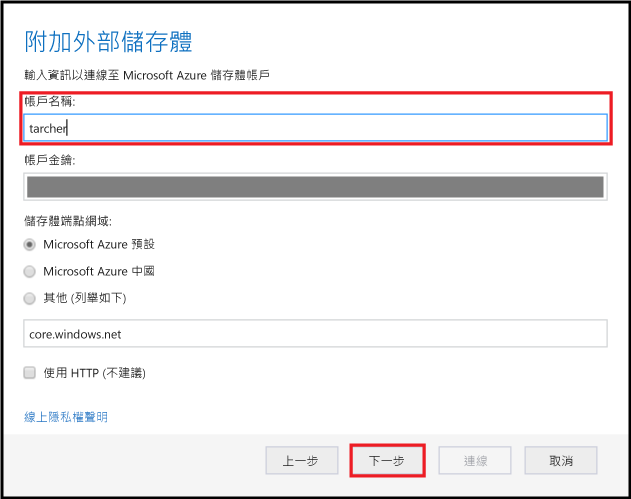 附加外部儲存體
輸入資訊以連線至 Microsoft Azure 儲存體帳戶
帳戶名稱:
tarcher
帳戶金鑰:
儲存體端點網域:
Microsoft Azure 預設
Microsoft Azure 中國
其他 (列舉如下)
core.windows.net
使用 HTTP (不建議)
線上隱私權聲明
上一步 下一步 連線 取消